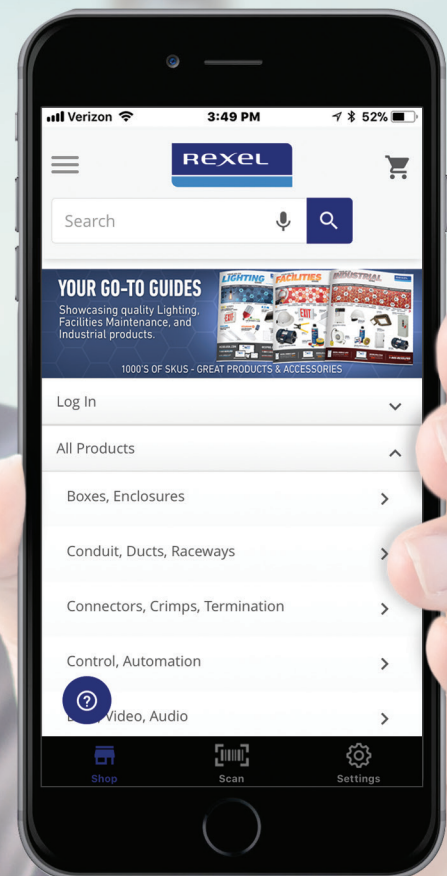 Verizon
3:49 PM
52%
Rexel
Search
YOUR GO-TO GUIDES
Showcasing quality Lighting,
Facilities Maintenance, and
Industrial products.
LIGHTING
FACILITIES
INDUSTRIAL
EXIT
1000'S OF SKUS - GREAT PRODUCTS & ACCESSORIES
Log In
All Products
Boxes, Enclosures
Conduit, Ducts, Raceways
Connectors, Crimps, Termination
Control, Automation
Video, Audio
Shop
Scan
Settings